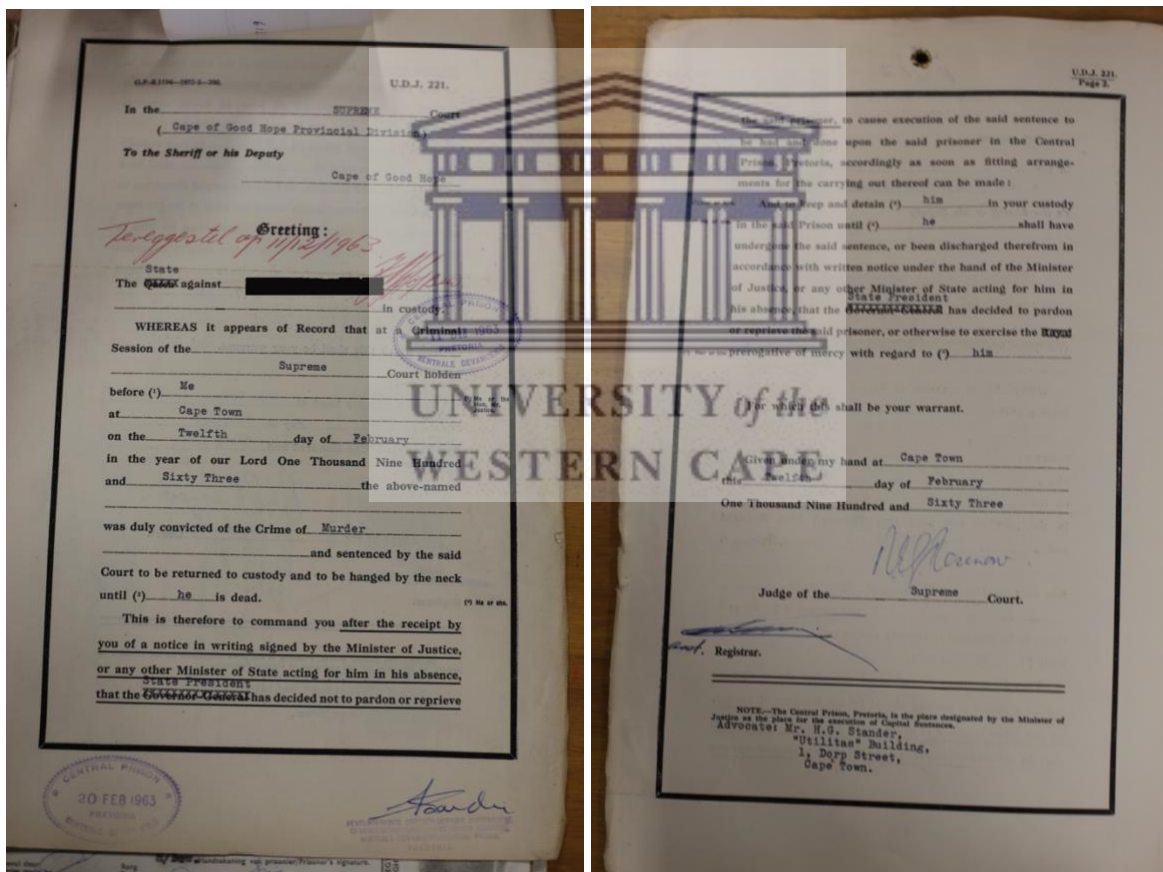 U.D.J. 221.
In the SUPREME Court
(Cape of Good Hope Provincial Division)
To the Sheriff or his Deputy
Cape of Good Hope
Greeting:
Tereggestel op 11/12/1963
State
The against
in custody.
WHEREAS it appears of Record that at a Criminal
Session of the
Supreme Court holden
before (¹) Me
at Cape Town
on the Twelfth day of February
in the year of our Lord One Thousand Nine Hundred
and Sixty Three the above-named
was duly convicted of the Crime of Murder
and sentenced by the said
Court to be returned to custody and to be hanged by the neck
until (²) he is dead.
(²) He or she.
This is therefore to command you after the receipt by
you of a notice in writing signed by the Minister of Justice,
or any other Minister of State acting for him in his absence,
State President
that the Governor-General has decided not to pardon or reprieve
CENTRAL PRISON
20 FEB 1963
PRETORIA
CENTRAL PRISON
1963
PRETORIA
SENTRALE GEVANGENIS
U.D.J. 221.
Page 2.
the said prisoner, to cause execution of the said sentence to
be had and done upon the said prisoner in the Central
Prison, Pretoria, accordingly as soon as fitting arrange-
ments for the carrying out thereof can be made:
And to keep and detain (²) him in your custody
in the said Prison until (²) he shall have
undergone the said sentence, or been discharged therefrom in
accordance with written notice under the hand of the Minister
of Justice, or any other Minister of State acting for him in
State President
his absence, that the Governor-General has decided to pardon
or reprieve the said prisoner, or otherwise to exercise the Royal
prerogative of mercy with regard to (²) him
For which this shall be your warrant.
Given under my hand at Cape Town
this Twelfth day of February
One Thousand Nine Hundred and Sixty Three
Judge of the Supreme Court.
Registrar.
NOTE.—The Central Prison, Pretoria, is the place designated by the Minister of
Justice as the place for the execution of Capital Sentences.
Advocate: Mr. H.G. Stander,
"Utilitas" Building,
1, Dorp Street,
Cape Town.
UNIVERSITY of the
WESTERN CAPE